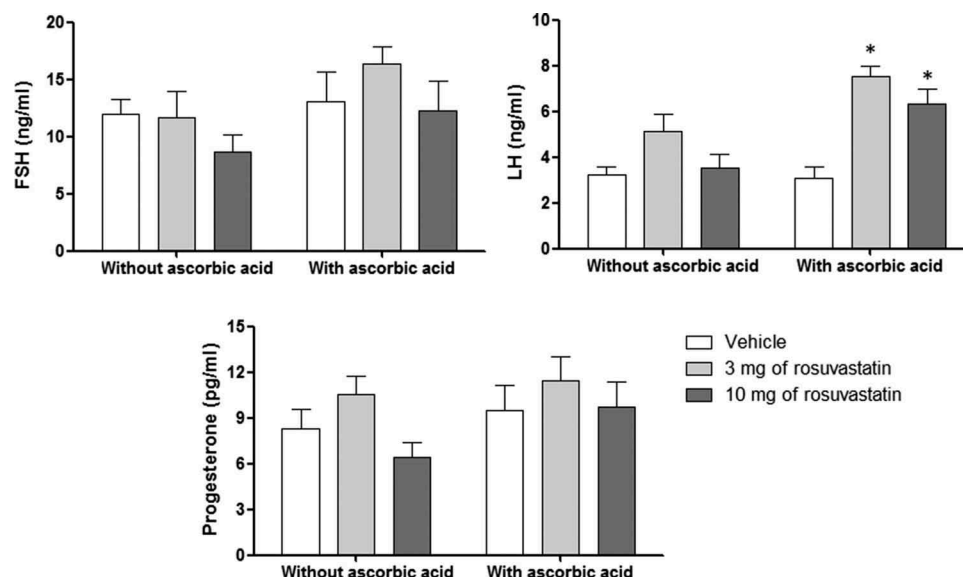 FSH (ng/ml)
20
15
10
5
0
Without ascorbic acid
With ascorbic acid
LH (ng/ml)
8
6
4
2
0
*
*
Without ascorbic acid
With ascorbic acid
Progesterone (pg/ml)
15
12
9
6
3
0
Without ascorbic acid
With ascorbic acid
Vehicle
3 mg of rosuvastatin
10 mg of rosuvastatin